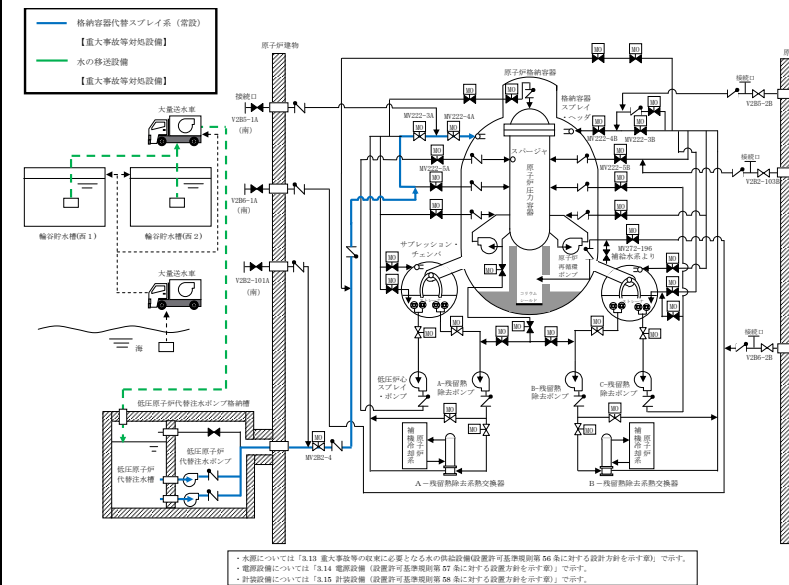 格納容器代替スプレイ系（常設）
【重大事故等対処設備】
水の移送設備
【重大事故等対処設備】
大量送水車
輪谷貯水槽(西1)
輪谷貯水槽(西2)
大量送水車
海
低圧原子炉代替注水ポンプ格納槽
低圧原子炉
代替注水槽
低圧原子炉
代替注水ポンプ
原子炉建物
接続口
V2B5-1A
(南)
V2B6-1A
(南)
V2B2-101A
(南)
MO
MV2B2-4
原子炉格納容器
格納容器
スプレイ
・ヘッダ
MV222-3A
MV222-4A
MV222-5A
MV222-4B
MV222-3B
MV222-5B
スパージャ
原子炉圧力容器
サプレッション・
チェンバ
原子炉
再循環
ポンプ
MV272-196
補給水系より
接続口
V2B5-2B
接続口
V2B2-103B
接続口
V2B6-2B
低圧炉心
スプレイ
・ポンプ
A-残留熱
除去ポンプ
B-残留熱
除去ポンプ
C-残留熱
除去ポンプ
原子炉
補機冷却系
原子炉
補機冷却系
A－残留熱除去系熱交換器
B－残留熱除去系熱交換器
・水源については「3.13 重大事故等の収束に必要となる水の供給設備(設置許可基準規則第56条に対する設計方針を示す章)」で示す。
・電源設備については「3.14 電源設備（設置許可基準規則第57条に対する設置方針を示す章）」で示す。
・計装設備については「3.15 計装設備（設置許可基準規則第58条に対する設置方針を示す章）」で示す。